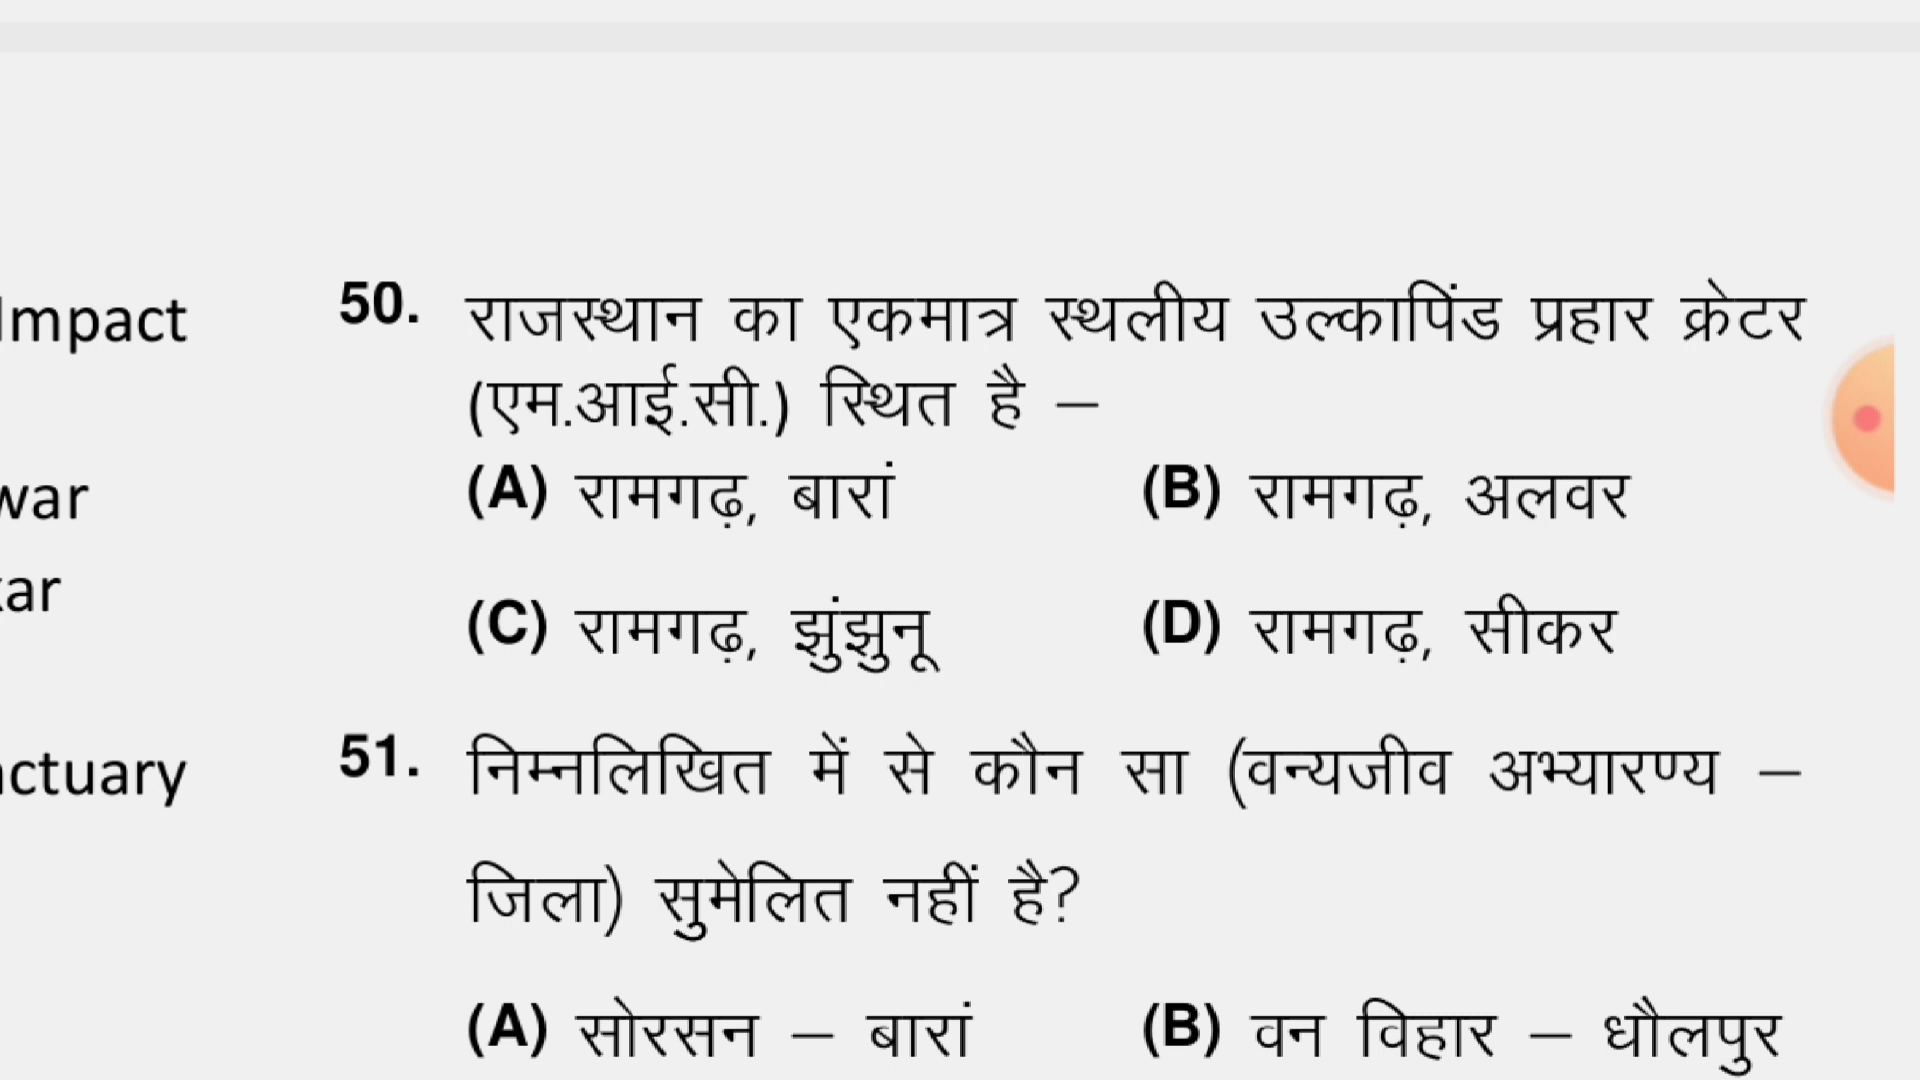 Impact
war
ar
ctuary
50. राजस्थान का एकमात्र स्थलीय उल्कापिंड प्रहार क्रेटर
(एम.आई.सी.) स्थित है –
(A) रामगढ़, बारां (B) रामगढ़, अलवर
(C) रामगढ़, झुंझुनू (D) रामगढ़, सीकर
51. निम्नलिखित में से कौन सा (वन्यजीव अभ्यारण्य –
जिला) सुमेलित नहीं है?
(A) सोरसन – बारां (B) वन विहार – धौलपुर